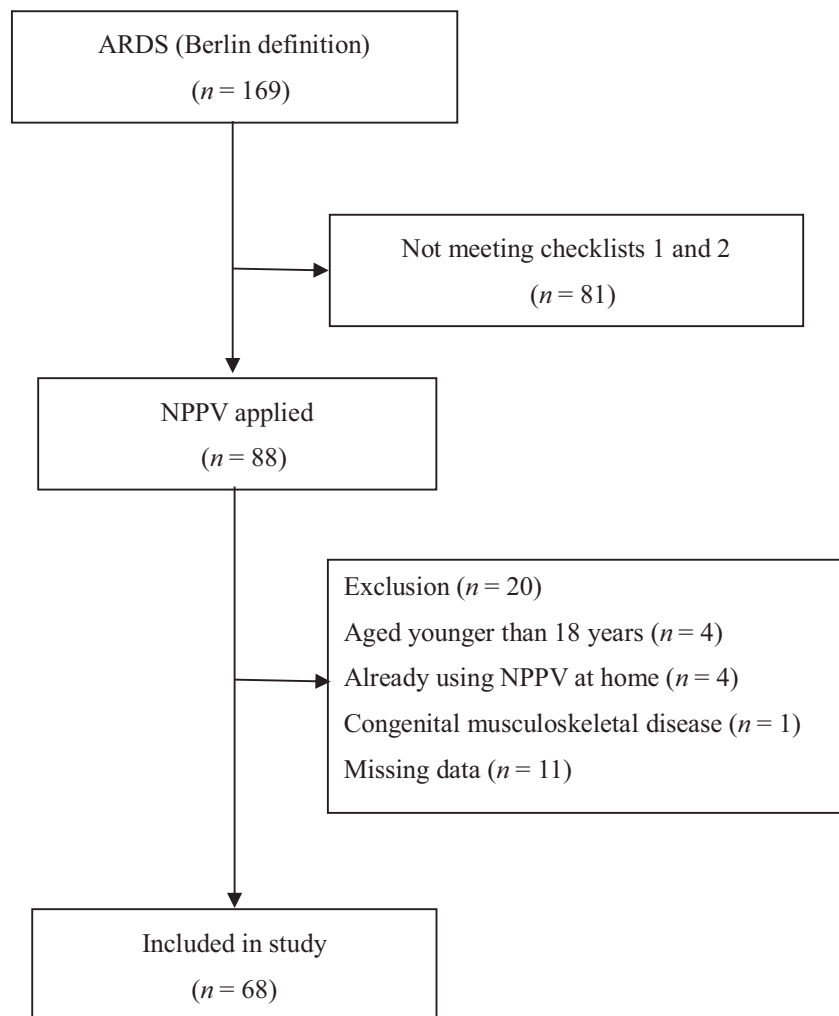 ARDS (Berlin definition)
(n = 169)
Not meeting checklists 1 and 2
(n = 81)
NPPV applied
(n = 88)
Exclusion (n = 20)
Aged younger than 18 years (n = 4)
Already using NPPV at home (n = 4)
Congenital musculoskeletal disease (n = 1)
Missing data (n = 11)
Included in study
(n = 68)